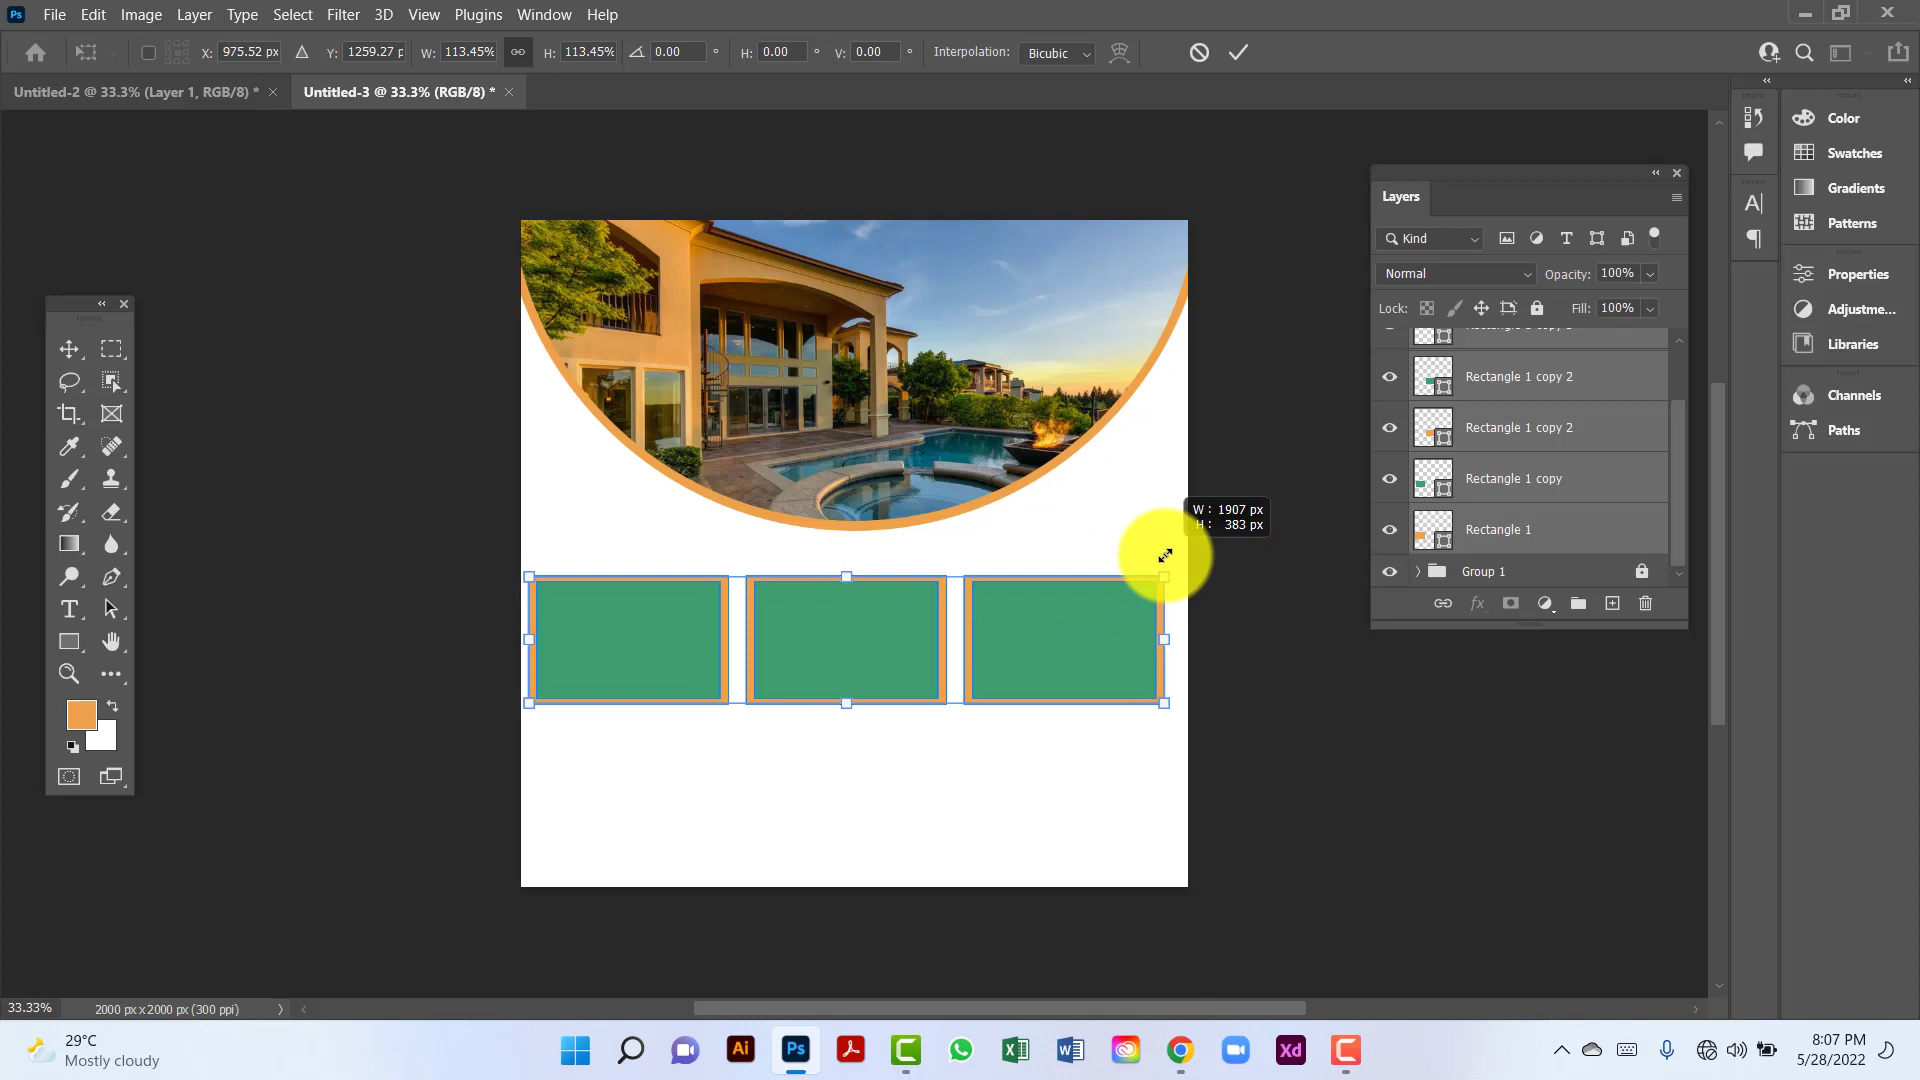 File Edit Image Layer Type Select Filter 3D View Plugins Window Help
X: 975.52 px Y: 1259.27 p W: 113.45% H: 113.45% 0.00 ° H: 0.00 ° V: 0.00 ° Interpolation: Bicubic
Untitled-2 @ 33.3% (Layer 1, RGB/8) * Untitled-3 @ 33.3% (RGB/8) *
Color
Swatches
Gradients
Patterns
Properties
Adjustme...
Libraries
Channels
Paths
Layers
Kind
Normal Opacity: 100%
Lock: Fill: 100%
Rectangle 1 copy 2
Rectangle 1 copy 2
Rectangle 1 copy
Rectangle 1
Group 1
W: 1907 px
H: 383 px
33.33% 2000 px x 2000 px (300 ppi)
29°C
Mostly cloudy
Ai Ps Xd
8:07 PM
5/28/2022